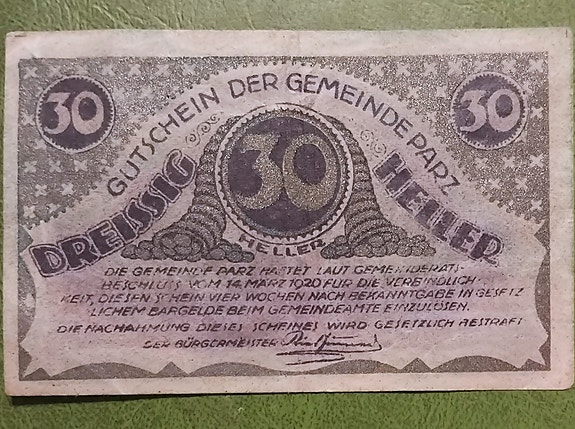 30
30
GUTSCHEIN DER GEMEINDE PARZ
30
HELLER
DREISSIG
HELLER
DIE GEMEINDE PARZ HAFTET LAUT GEMEINDERATS-
BESCHLUSS VOM 14. MÄRZ 1920 FÜR DIE VERBINDLICH-
KEIT, DIESEN SCHEIN VIER WOCHEN NACH BEKANNTGABE IN GESETZ
LICHEM BARGELDE BEIM GEMEINDEAMTE EINZULÖSEN.
DIE NACHAHMUNG DIESES SCHEINES WIRD GESETZLICH BESTRAFT
DER BÜRGERMEISTER